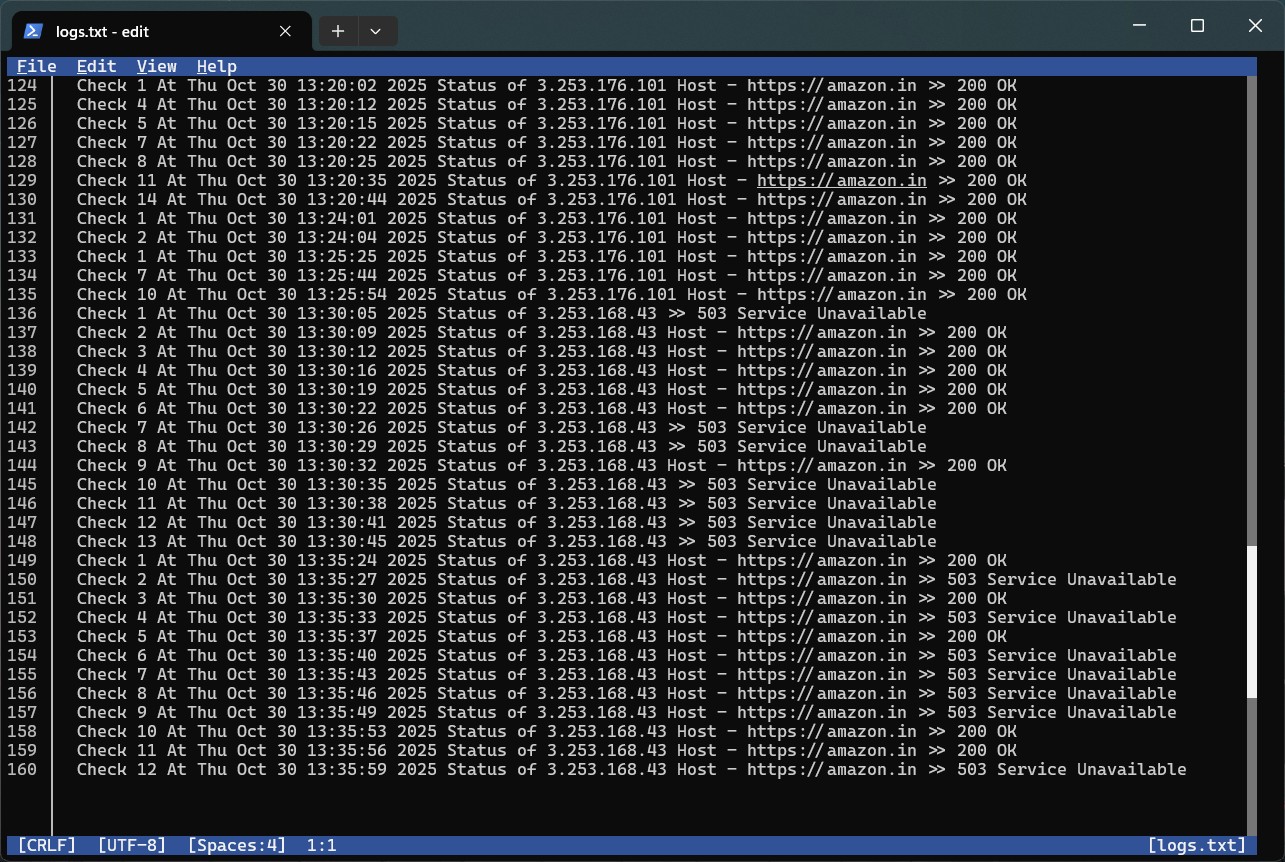 logs.txt - edit
File Edit View Help
124 Check 1 At Thu Oct 30 13:20:02 2025 Status of 3.253.176.101 Host - https://amazon.in >> 200 OK
125 Check 4 At Thu Oct 30 13:20:12 2025 Status of 3.253.176.101 Host - https://amazon.in >> 200 OK
126 Check 5 At Thu Oct 30 13:20:15 2025 Status of 3.253.176.101 Host - https://amazon.in >> 200 OK
127 Check 7 At Thu Oct 30 13:20:22 2025 Status of 3.253.176.101 Host - https://amazon.in >> 200 OK
128 Check 8 At Thu Oct 30 13:20:25 2025 Status of 3.253.176.101 Host - https://amazon.in >> 200 OK
129 Check 11 At Thu Oct 30 13:20:35 2025 Status of 3.253.176.101 Host - https://amazon.in >> 200 OK
130 Check 14 At Thu Oct 30 13:20:44 2025 Status of 3.253.176.101 Host - https://amazon.in >> 200 OK
131 Check 1 At Thu Oct 30 13:24:01 2025 Status of 3.253.176.101 Host - https://amazon.in >> 200 OK
132 Check 2 At Thu Oct 30 13:24:04 2025 Status of 3.253.176.101 Host - https://amazon.in >> 200 OK
133 Check 1 At Thu Oct 30 13:25:25 2025 Status of 3.253.176.101 Host - https://amazon.in >> 200 OK
134 Check 7 At Thu Oct 30 13:25:44 2025 Status of 3.253.176.101 Host - https://amazon.in >> 200 OK
135 Check 10 At Thu Oct 30 13:25:54 2025 Status of 3.253.176.101 Host - https://amazon.in >> 200 OK
136 Check 1 At Thu Oct 30 13:30:05 2025 Status of 3.253.168.43 >> 503 Service Unavailable
137 Check 2 At Thu Oct 30 13:30:09 2025 Status of 3.253.168.43 Host - https://amazon.in >> 200 OK
138 Check 3 At Thu Oct 30 13:30:12 2025 Status of 3.253.168.43 Host - https://amazon.in >> 200 OK
139 Check 4 At Thu Oct 30 13:30:16 2025 Status of 3.253.168.43 Host - https://amazon.in >> 200 OK
140 Check 5 At Thu Oct 30 13:30:19 2025 Status of 3.253.168.43 Host - https://amazon.in >> 200 OK
141 Check 6 At Thu Oct 30 13:30:22 2025 Status of 3.253.168.43 Host - https://amazon.in >> 200 OK
142 Check 7 At Thu Oct 30 13:30:26 2025 Status of 3.253.168.43 >> 503 Service Unavailable
143 Check 8 At Thu Oct 30 13:30:29 2025 Status of 3.253.168.43 >> 503 Service Unavailable
144 Check 9 At Thu Oct 30 13:30:32 2025 Status of 3.253.168.43 Host - https://amazon.in >> 200 OK
145 Check 10 At Thu Oct 30 13:30:35 2025 Status of 3.253.168.43 >> 503 Service Unavailable
146 Check 11 At Thu Oct 30 13:30:38 2025 Status of 3.253.168.43 >> 503 Service Unavailable
147 Check 12 At Thu Oct 30 13:30:41 2025 Status of 3.253.168.43 >> 503 Service Unavailable
148 Check 13 At Thu Oct 30 13:30:45 2025 Status of 3.253.168.43 >> 503 Service Unavailable
149 Check 1 At Thu Oct 30 13:35:24 2025 Status of 3.253.168.43 Host - https://amazon.in >> 200 OK
150 Check 2 At Thu Oct 30 13:35:27 2025 Status of 3.253.168.43 Host - https://amazon.in >> 503 Service Unavailable
151 Check 3 At Thu Oct 30 13:35:30 2025 Status of 3.253.168.43 Host - https://amazon.in >> 200 OK
152 Check 4 At Thu Oct 30 13:35:33 2025 Status of 3.253.168.43 Host - https://amazon.in >> 503 Service Unavailable
153 Check 5 At Thu Oct 30 13:35:37 2025 Status of 3.253.168.43 Host - https://amazon.in >> 200 OK
154 Check 6 At Thu Oct 30 13:35:40 2025 Status of 3.253.168.43 Host - https://amazon.in >> 503 Service Unavailable
155 Check 7 At Thu Oct 30 13:35:43 2025 Status of 3.253.168.43 Host - https://amazon.in >> 503 Service Unavailable
156 Check 8 At Thu Oct 30 13:35:46 2025 Status of 3.253.168.43 Host - https://amazon.in >> 503 Service Unavailable
157 Check 9 At Thu Oct 30 13:35:49 2025 Status of 3.253.168.43 Host - https://amazon.in >> 503 Service Unavailable
158 Check 10 At Thu Oct 30 13:35:53 2025 Status of 3.253.168.43 Host - https://amazon.in >> 200 OK
159 Check 11 At Thu Oct 30 13:35:56 2025 Status of 3.253.168.43 Host - https://amazon.in >> 200 OK
160 Check 12 At Thu Oct 30 13:35:59 2025 Status of 3.253.168.43 Host - https://amazon.in >> 503 Service Unavailable
[CRLF] [UTF-8] [Spaces:4] 1:1 [logs.txt]